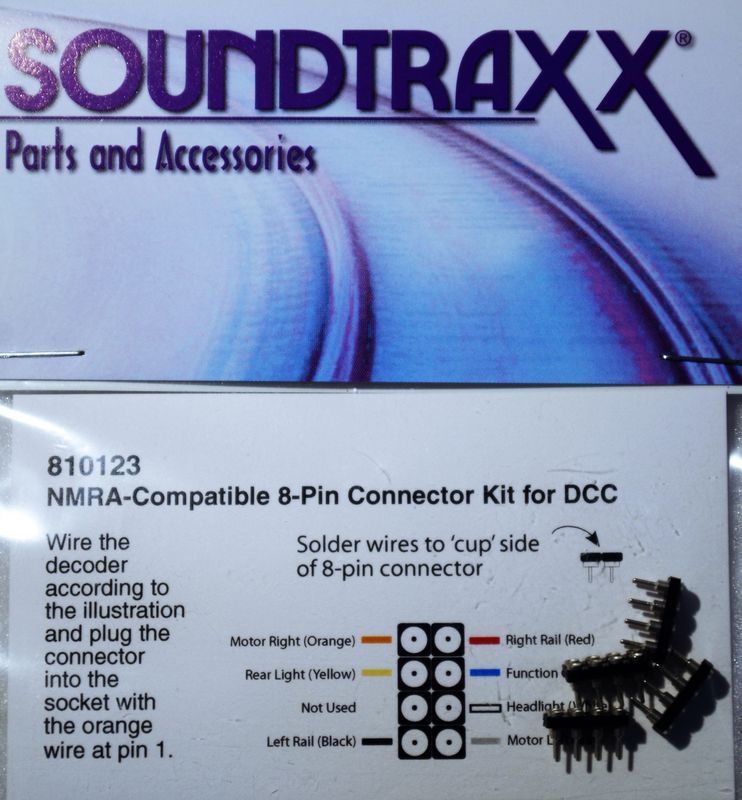 SOUNDTRAXX®
Parts and Accessories
810123
NMRA-Compatible 8-Pin Connector Kit for DCC
Wire the
decoder
according to
the illustration
and plug the
connector
into the
socket with
the orange
wire at pin 1.
Solder wires to 'cup' side
of 8-pin connector
Motor Right (Orange)
Right Rail (Red)
Rear Light (Yellow)
Function
Not Used
Headlight
Left Rail (Black)
Motor